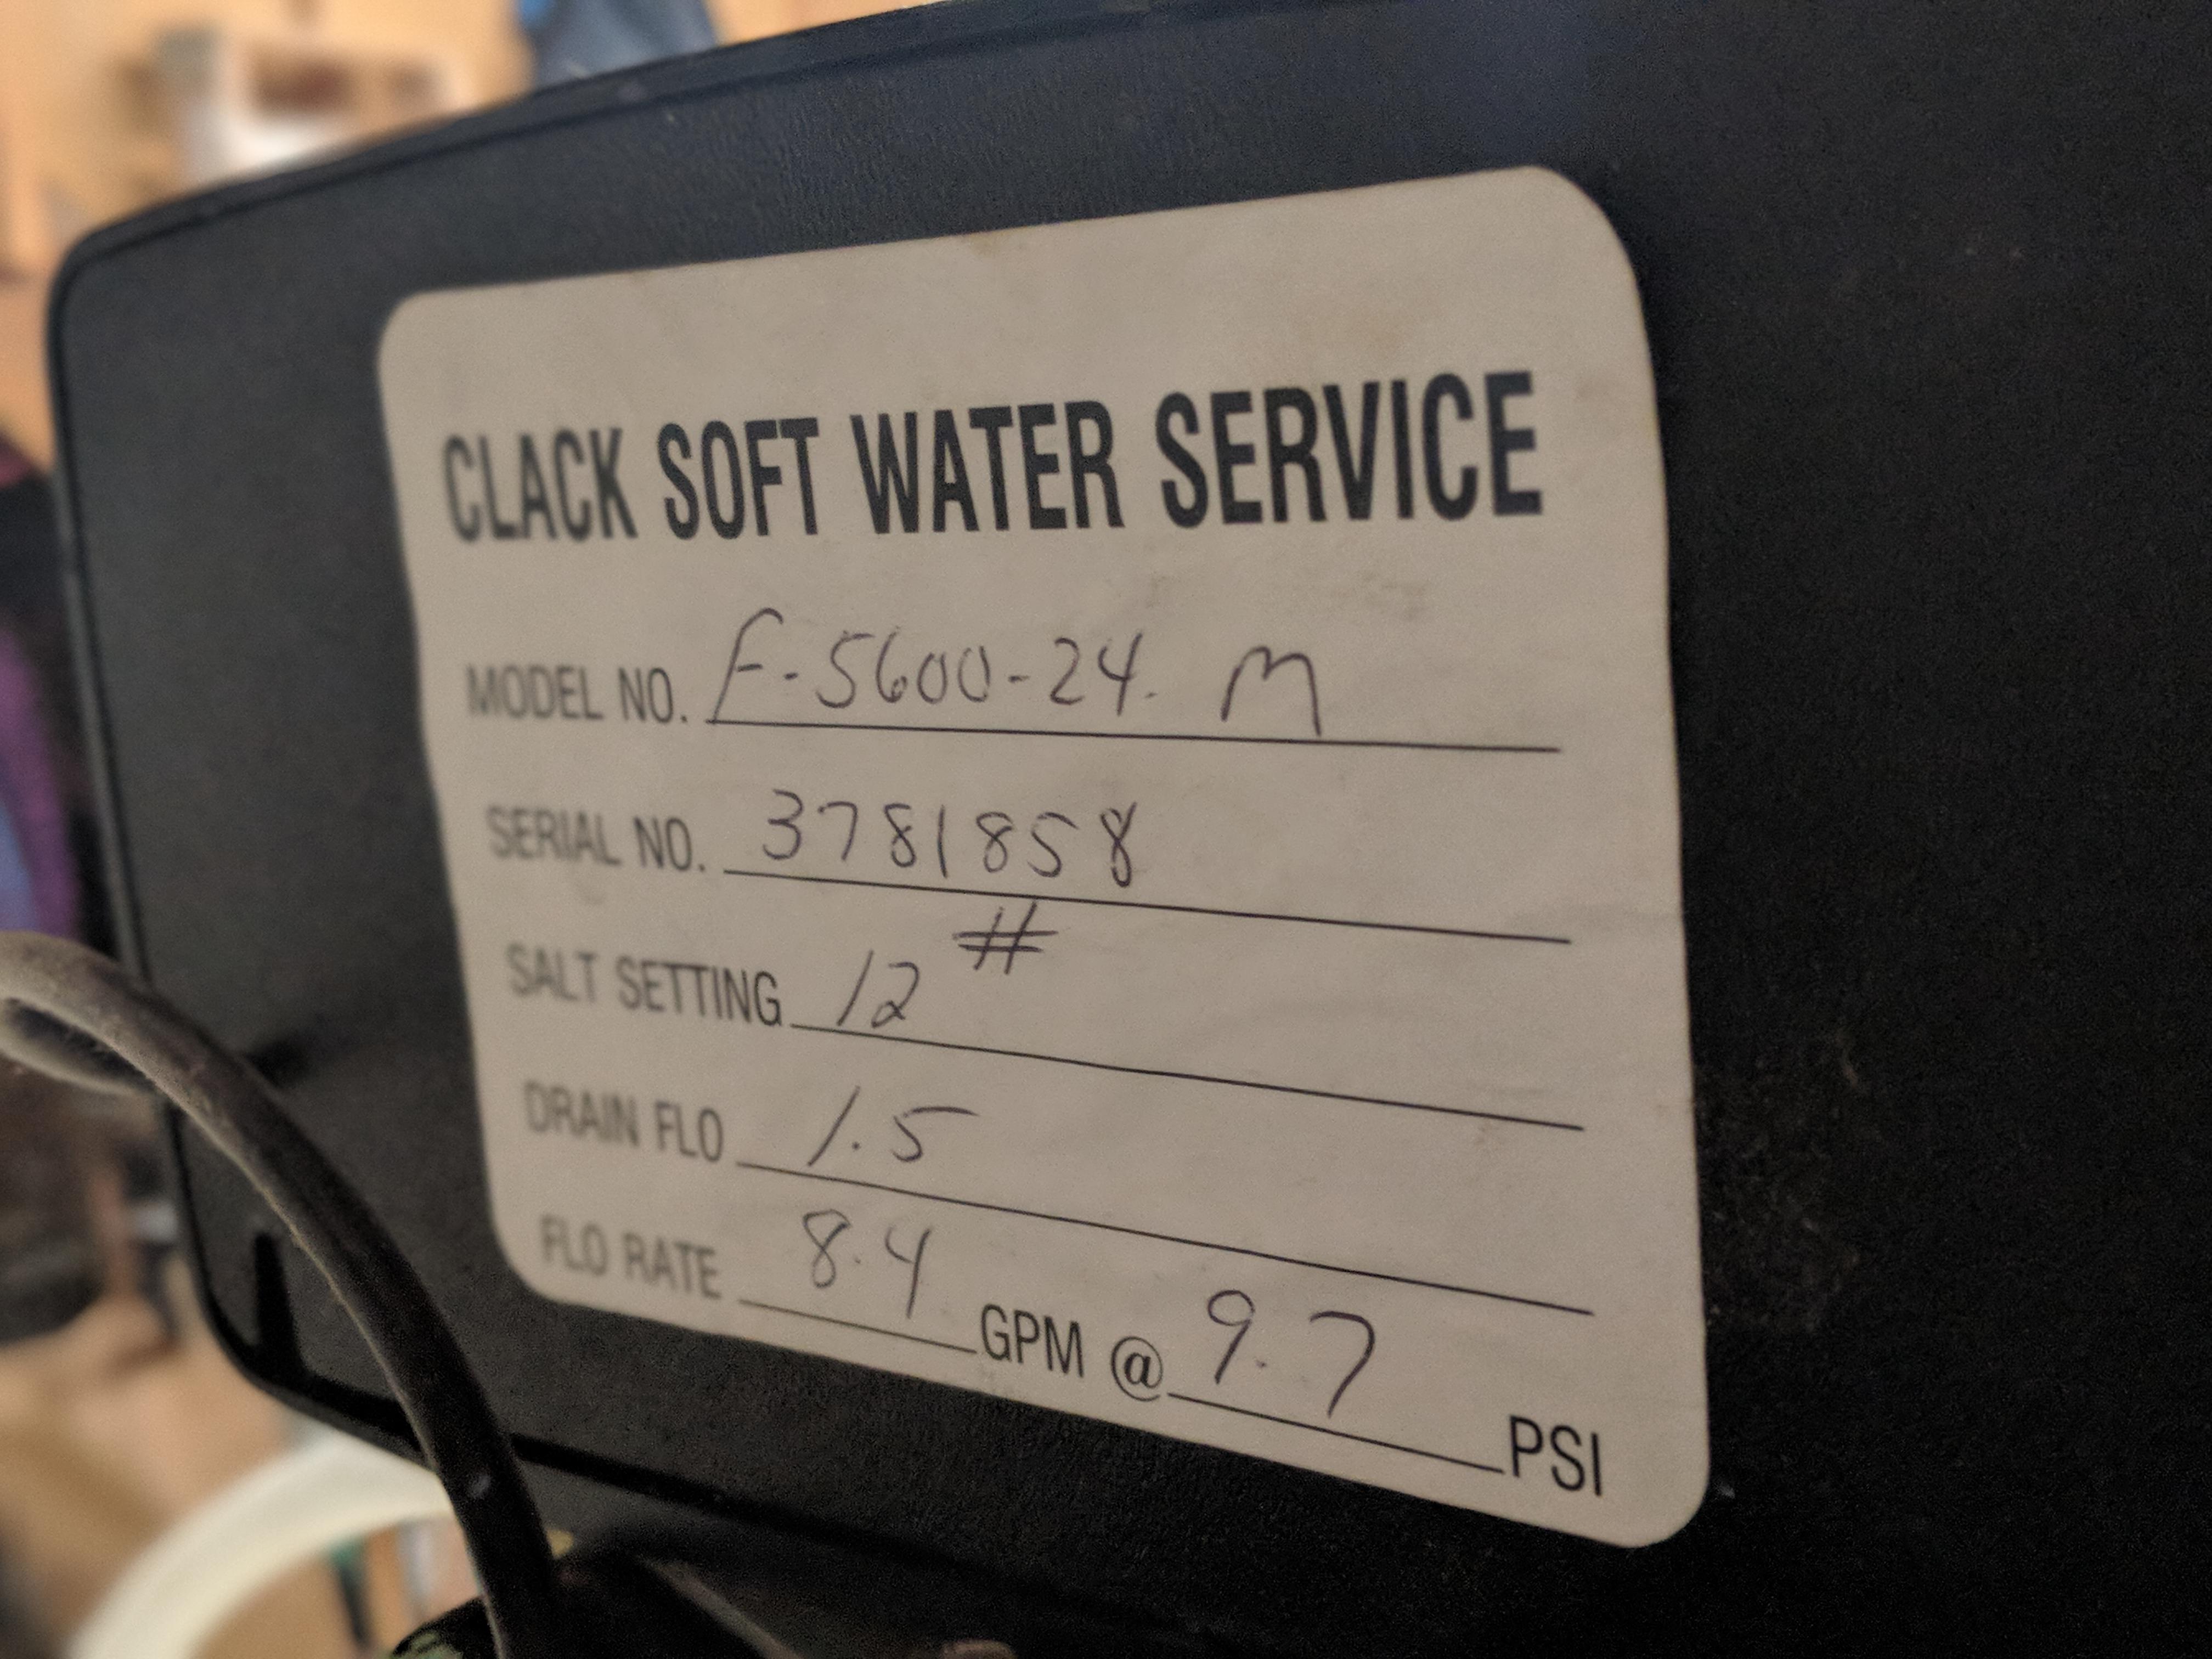 CLACK SOFT WATER SERVICE
MODEL NO. F-5600-24. M
SERIAL NO. 3781858
SALT SETTING 12 #
DRAIN FLO 1.5
FLO RATE 8.4 GPM @ 9.7 PSI